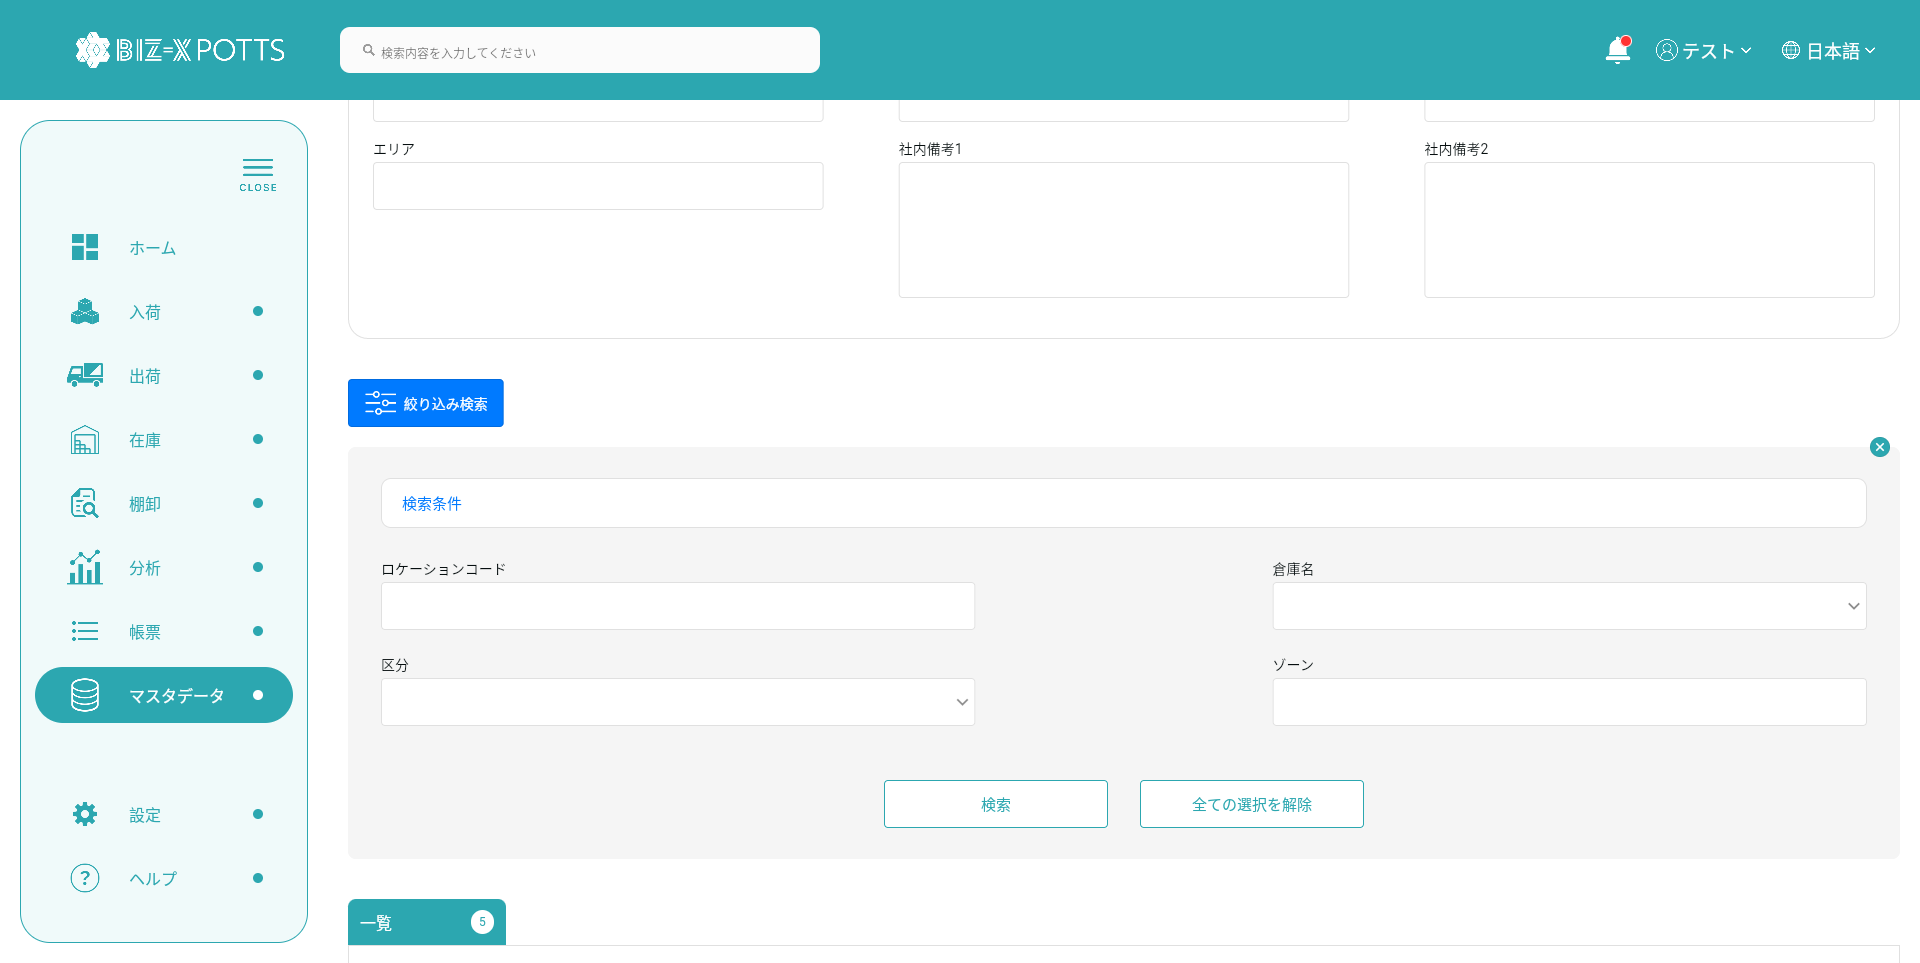 BIZ-X POTTS
検索内容を入力してください
テスト
日本語
CLOSE
ホーム
入荷
出荷
在庫
棚卸
分析
帳票
マスタデータ
設定
ヘルプ
エリア
社内備考1
社内備考2
絞り込み検索
検索条件
ロケーションコード
倉庫名
区分
ゾーン
検索
全ての選択を解除
一覧
5